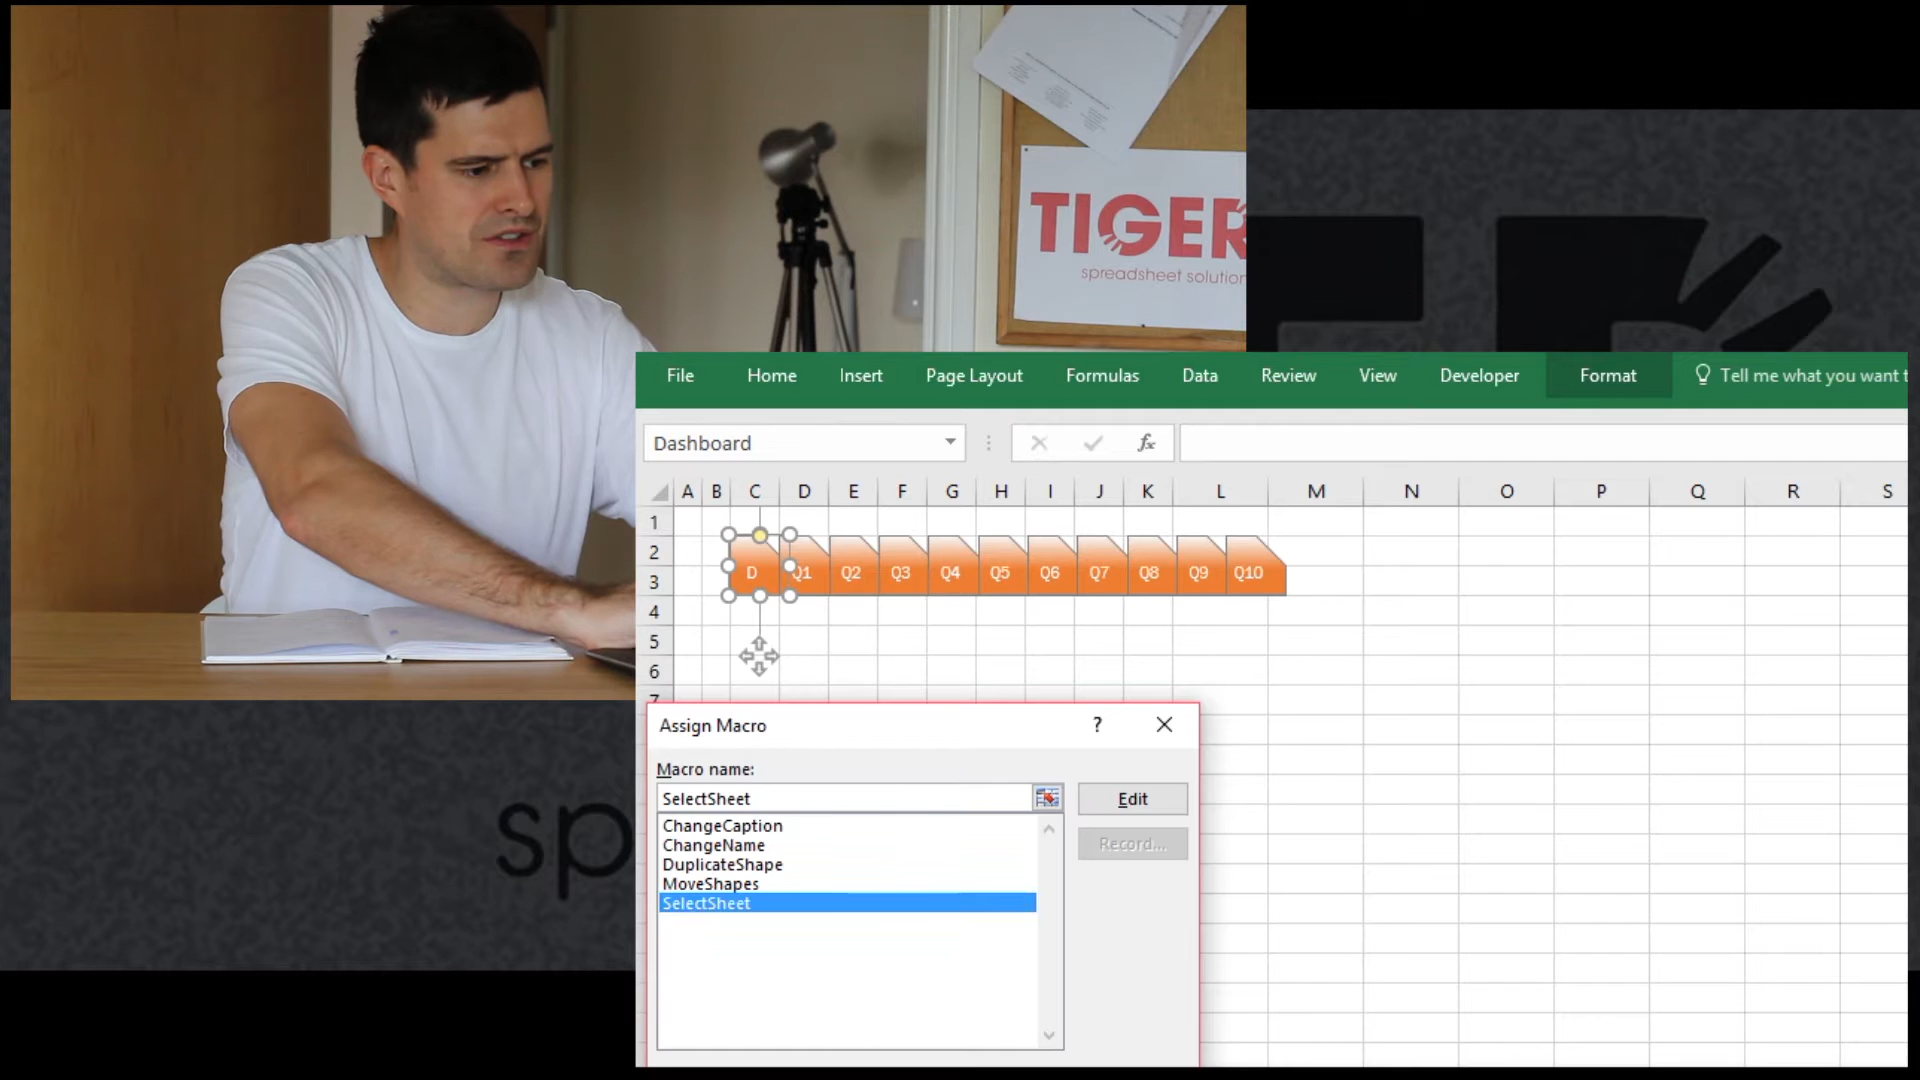 TIGER
spreadsheet solution
File Home Insert Page Layout Formulas Data Review View Developer Format Tell me what you want t
Dashboard fx
A B C D E F G H I J K L M N O P Q R S
1
2
3 D Q1 Q2 Q3 Q4 Q5 Q6 Q7 Q8 Q9 Q10
4
5
6
7
Assign Macro ?
Macro name:
SelectSheet Edit
ChangeCaption
ChangeName Record...
DuplicateShape
MoveShapes
SelectSheet
sp